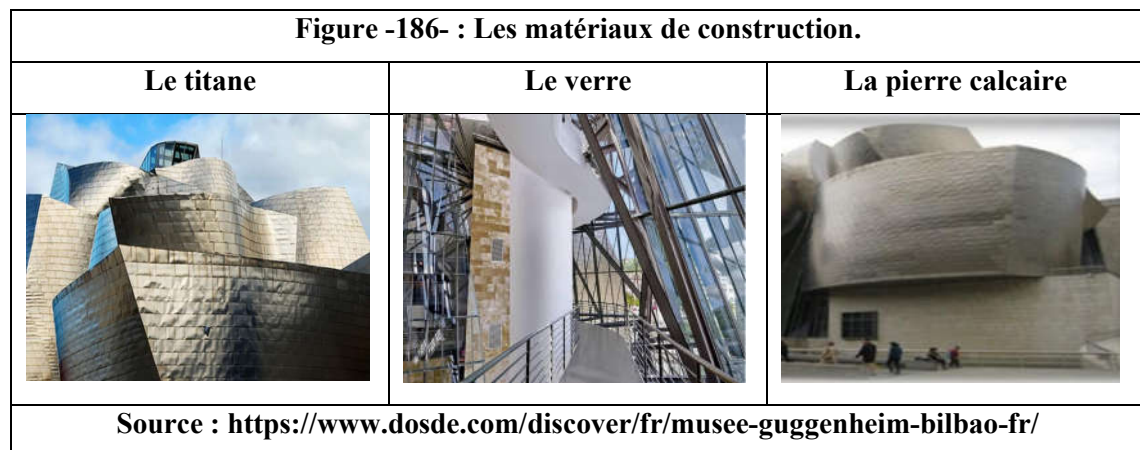 Figure -186- : Les matériaux de construction.
Le titane
Le verre
La pierre calcaire
Source : https://www.dosde.com/discover/fr/musee-guggenheim-bilbao-fr/